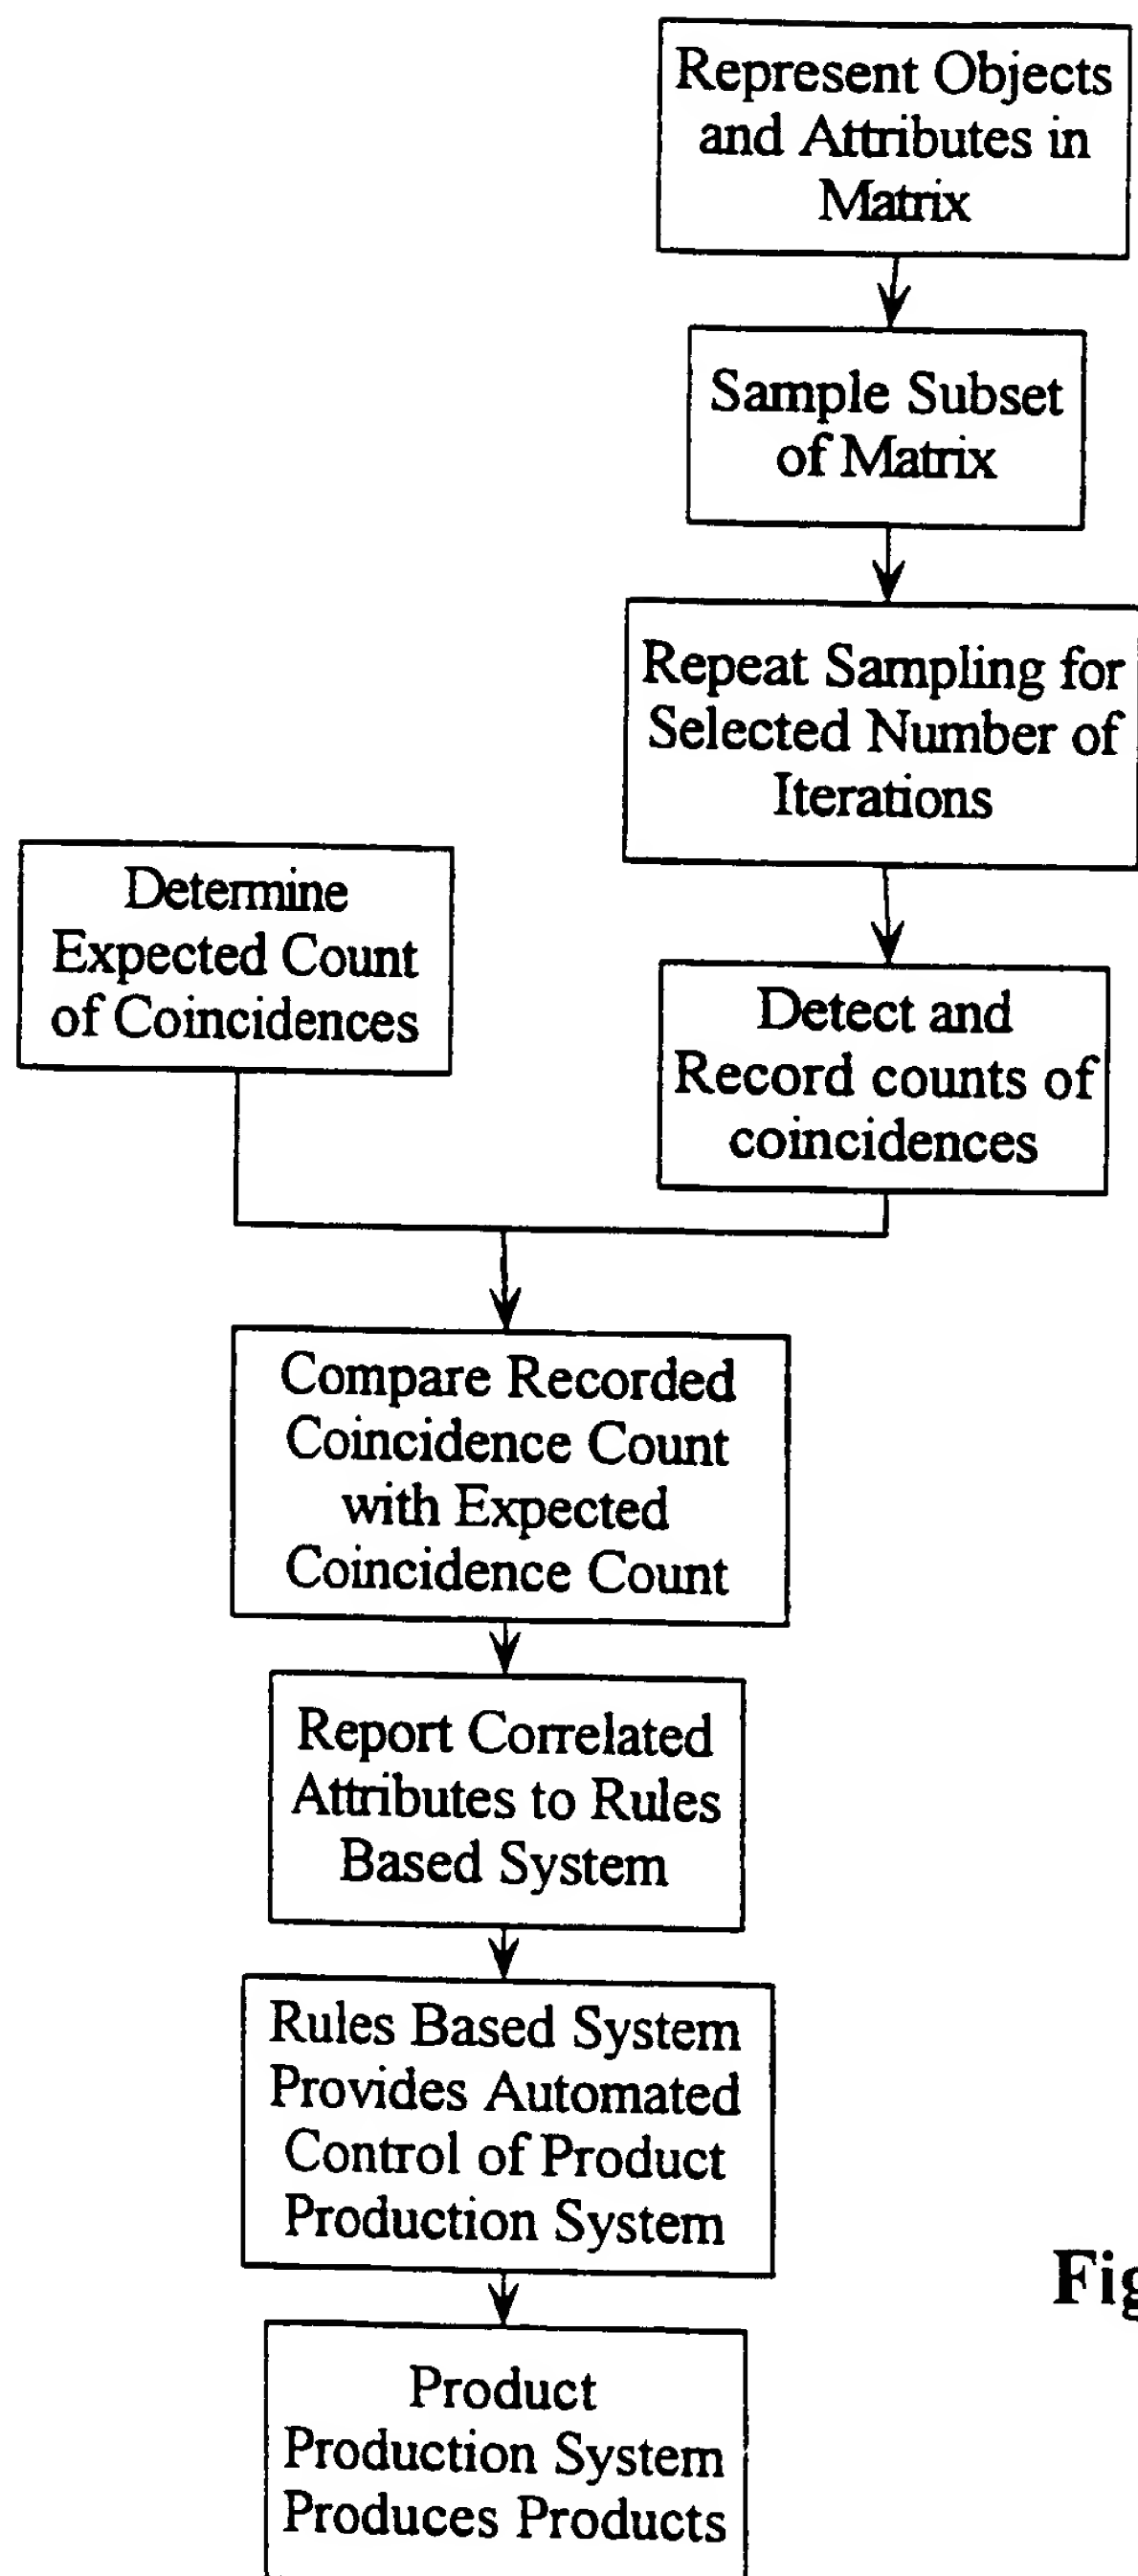 Represent Objects
and Attributes in
Matrix
Sample Subset
of Matrix
Repeat Sampling for
Selected Number of
Iterations
Determine
Expected Count
of Coincidences
Detect and
Record counts of
coincidences
Compare Recorded
Coincidence Count
with Expected
Coincidence Count
Report Correlated
Attributes to Rules
Based System
Rules Based System
Provides Automated
Control of Product
Production System
Product
Production System
Produces Products